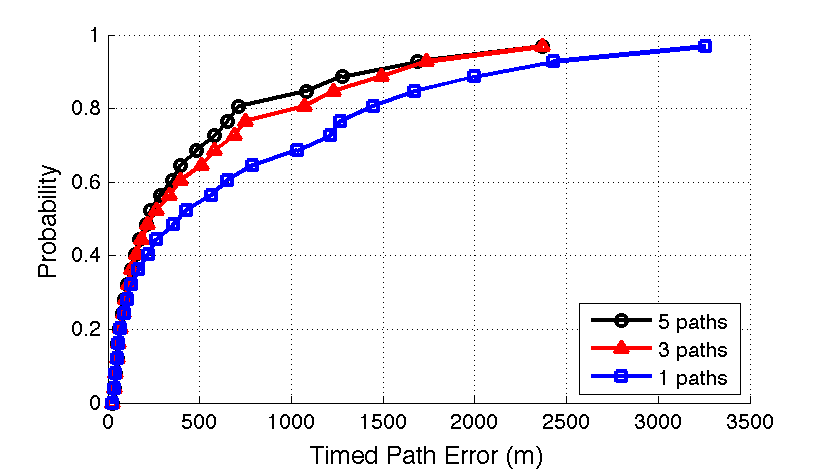 1
0.8
0.6
0.4
0.2
0
Probability
0 500 1000 1500 2000 2500 3000 3500
Timed Path Error (m)
5 paths
3 paths
1 paths